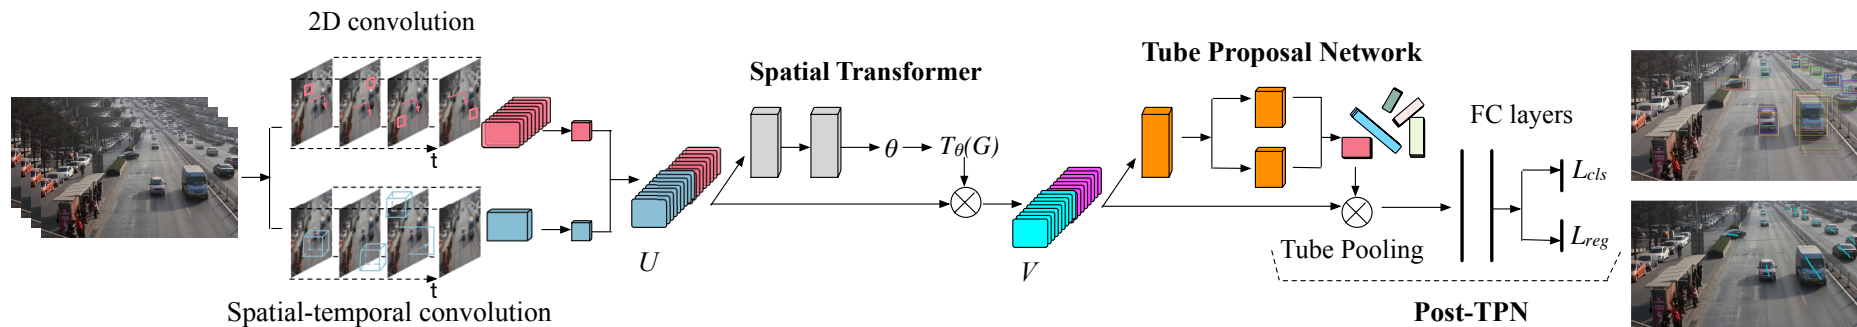 2D convolution
t
t
Spatial-temporal convolution
U
Spatial Transformer
θ
Tθ(G)
V
Tube Proposal Network
Tube Pooling
FC layers
Lcls
Lreg
Post-TPN